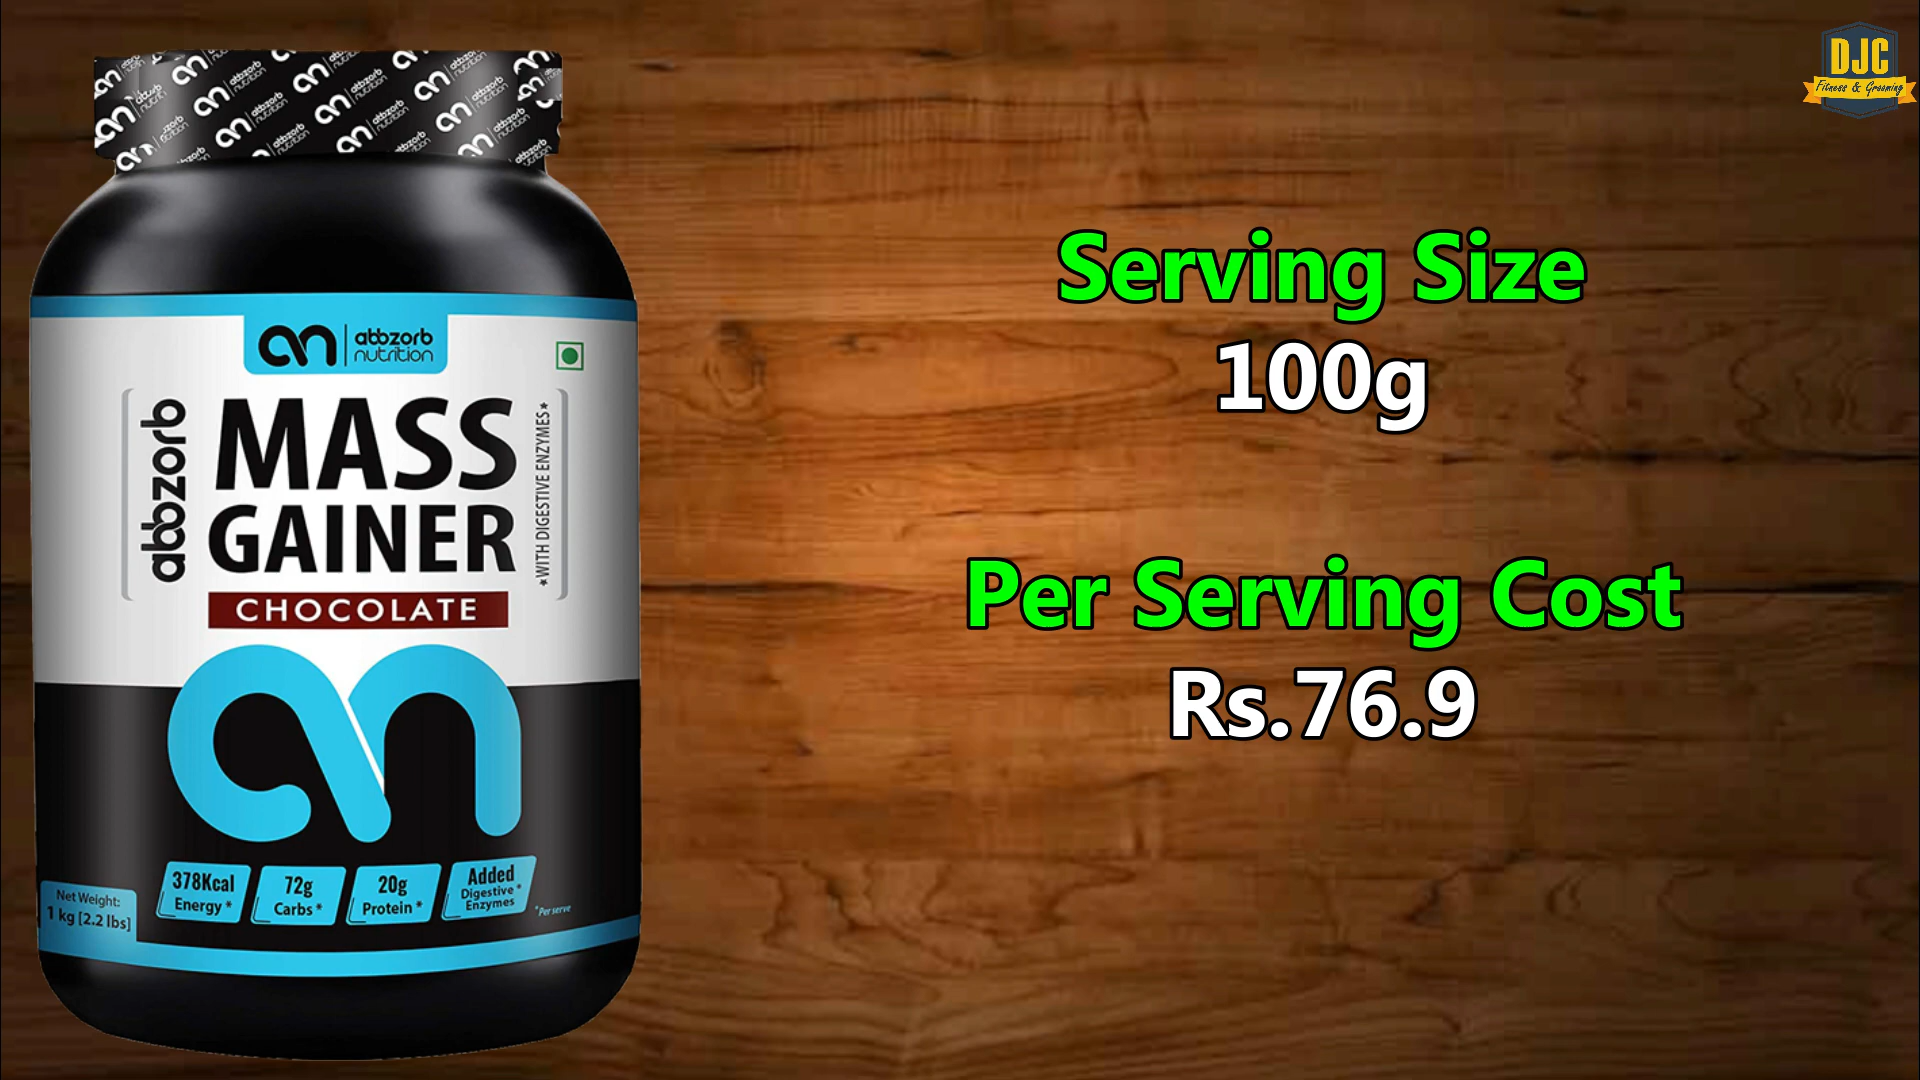 DJC
Fitness & Grooming
abbzorb
nutrition
abbzorb
MASS
GAINER
★WITH DIGESTIVE ENZYMES★
CHOCOLATE
378Kcal
Energy *
72g
Carbs *
20g
Protein *
Added
Digestive *
Enzymes
* Per serve
Net Weight:
1 kg [2.2 lbs]
Serving Size
100g
Per Serving Cost
Rs.76.9